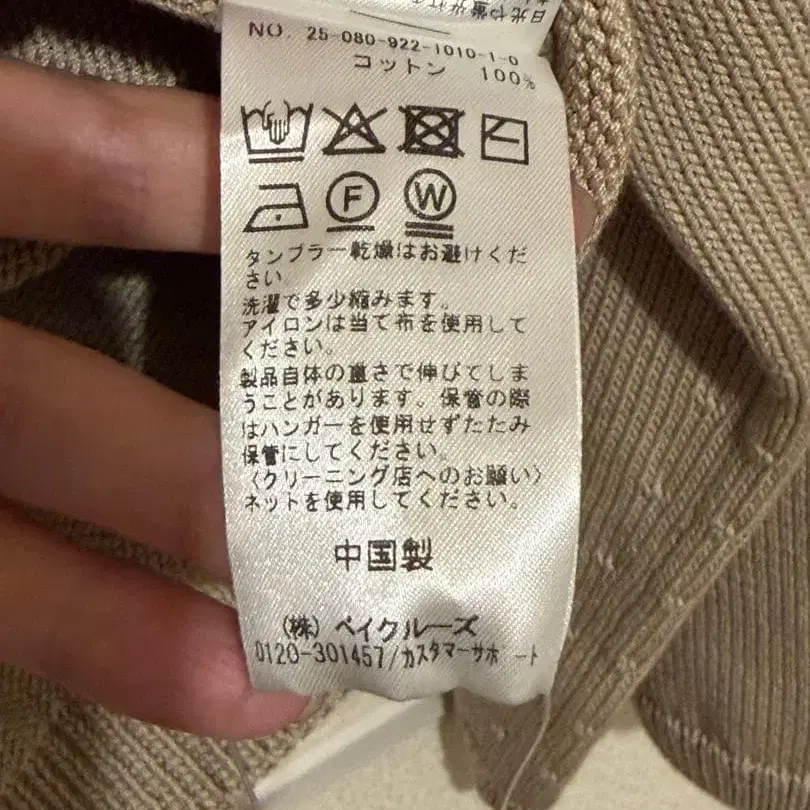 日光や蛍光灯の
NO. 25-080-922-1010-1-0
コットン 100%
F W
タンブラー乾燥はお避けくだ
さい。
洗濯で多少縮みます。
アイロンは当て布を使用して
ください。
製品自体の重さで伸びてしま
うことがあります。保管の際
はハンガーを使用せずたたみ
保管にしてください。
〈クリーニング店へのお願い〉
ネットを使用してください。
中国製
(株) ベイクルーズ
0120-301457/カスタマーサポート